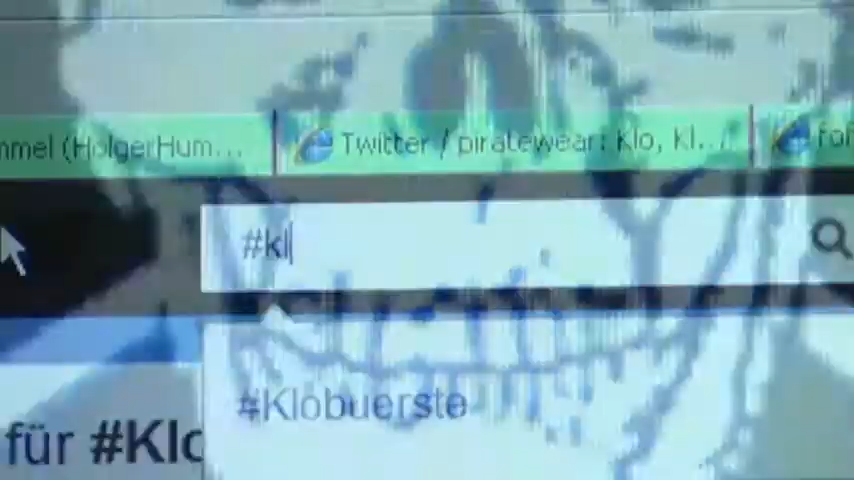 mmel (HolgerHum...
Twitter / piratewear: Klo, Kl...
#kl
#Klobuerste
für #Klo